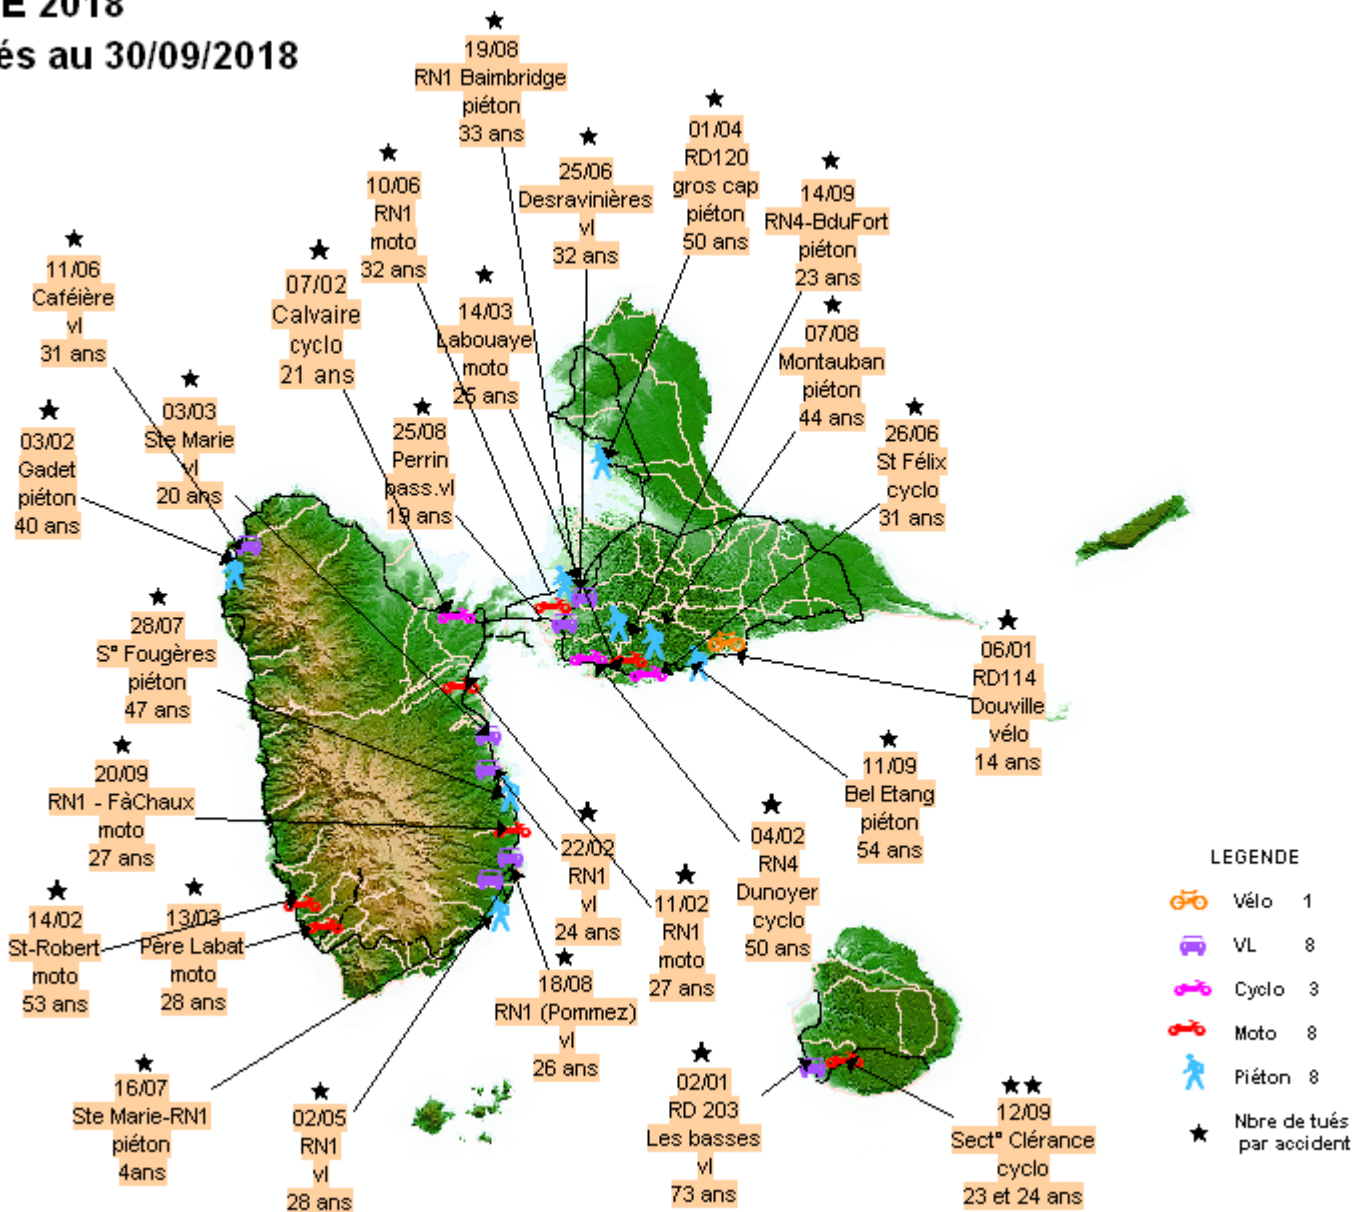 E 2018
és au 30/09/2018
19/08
RN1 Baimbridge
piéton
33 ans
01/04
RD120
gros cap
piéton
50 ans
25/06
Desravinières
vl
32 ans
10/06
RN1
moto
32 ans
14/09
RN4-BduFort
piéton
23 ans
11/06
Caféière
vl
31 ans
07/02
Calvaire
cyclo
21 ans
14/03
Labouaye
moto
25 ans
07/08
Montauban
piéton
44 ans
03/03
Ste Marie
vl
20 ans
03/02
Gadet
piéton
40 ans
25/08
Perrin
pass.vl
19 ans
26/06
St Félix
cyclo
31 ans
28/07
S° Fougères
piéton
47 ans
06/01
RD114
Douville
vélo
14 ans
20/09
RN1 - FàChaux
moto
27 ans
11/09
Bel Etang
piéton
54 ans
22/02
RN1
vl
24 ans
04/02
RN4
Dunoyer
cyclo
50 ans
11/02
RN1
moto
27 ans
14/02
St-Robert
moto
53 ans
13/03
Père Labat
moto
28 ans
18/08
RN1 (Pommez)
vl
26 ans
16/07
Ste Marie-RN1
piéton
4ans
02/05
RN1
vl
28 ans
02/01
RD 203
Les basses
vl
73 ans
12/09
Sect° Clérance
cyclo
23 et 24 ans
LEGENDE
Vélo 1
VL 8
Cyclo 3
Moto 8
Piéton 8
Nbre de tués
par accident